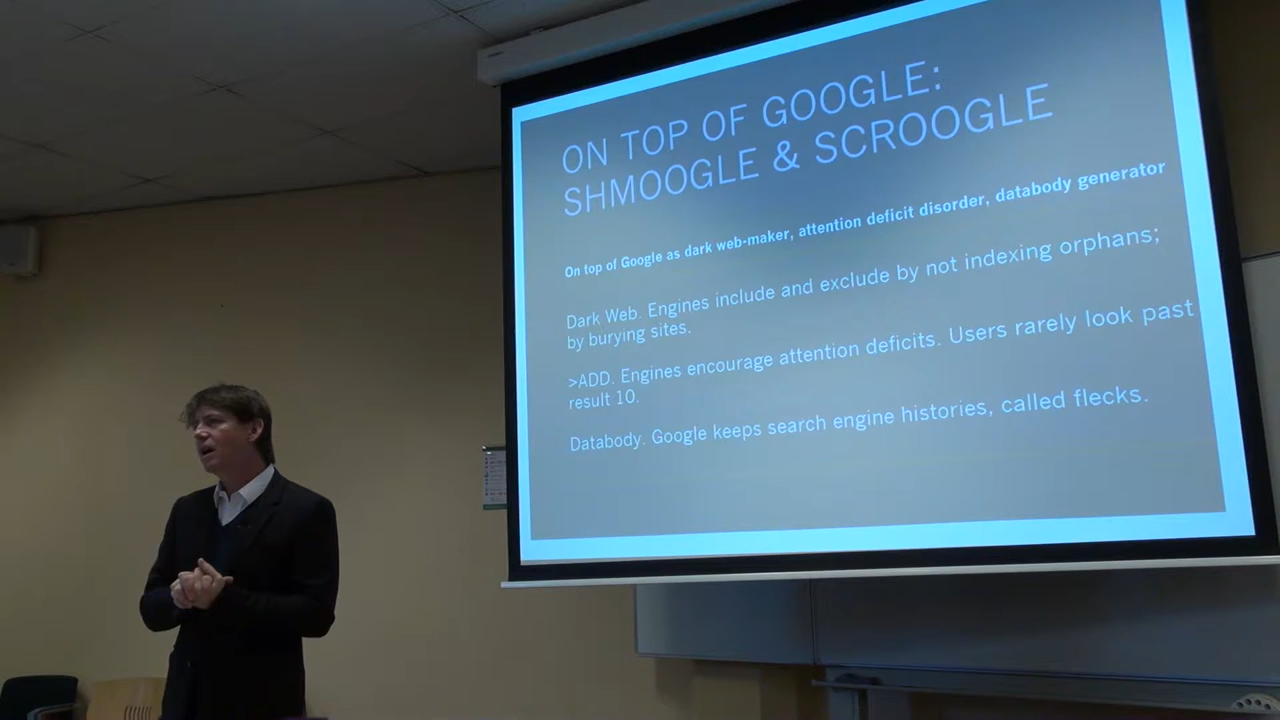 ON TOP OF GOOGLE:
SHMOOGLE & SCROOGLE
On top of Google as dark web-maker, attention deficit disorder, databody generator
Dark Web. Engines include and exclude by not indexing orphans;
by burying sites.
>ADD. Engines encourage attention deficits. Users rarely look past
result 10.
Databody. Google keeps search engine histories, called flecks.